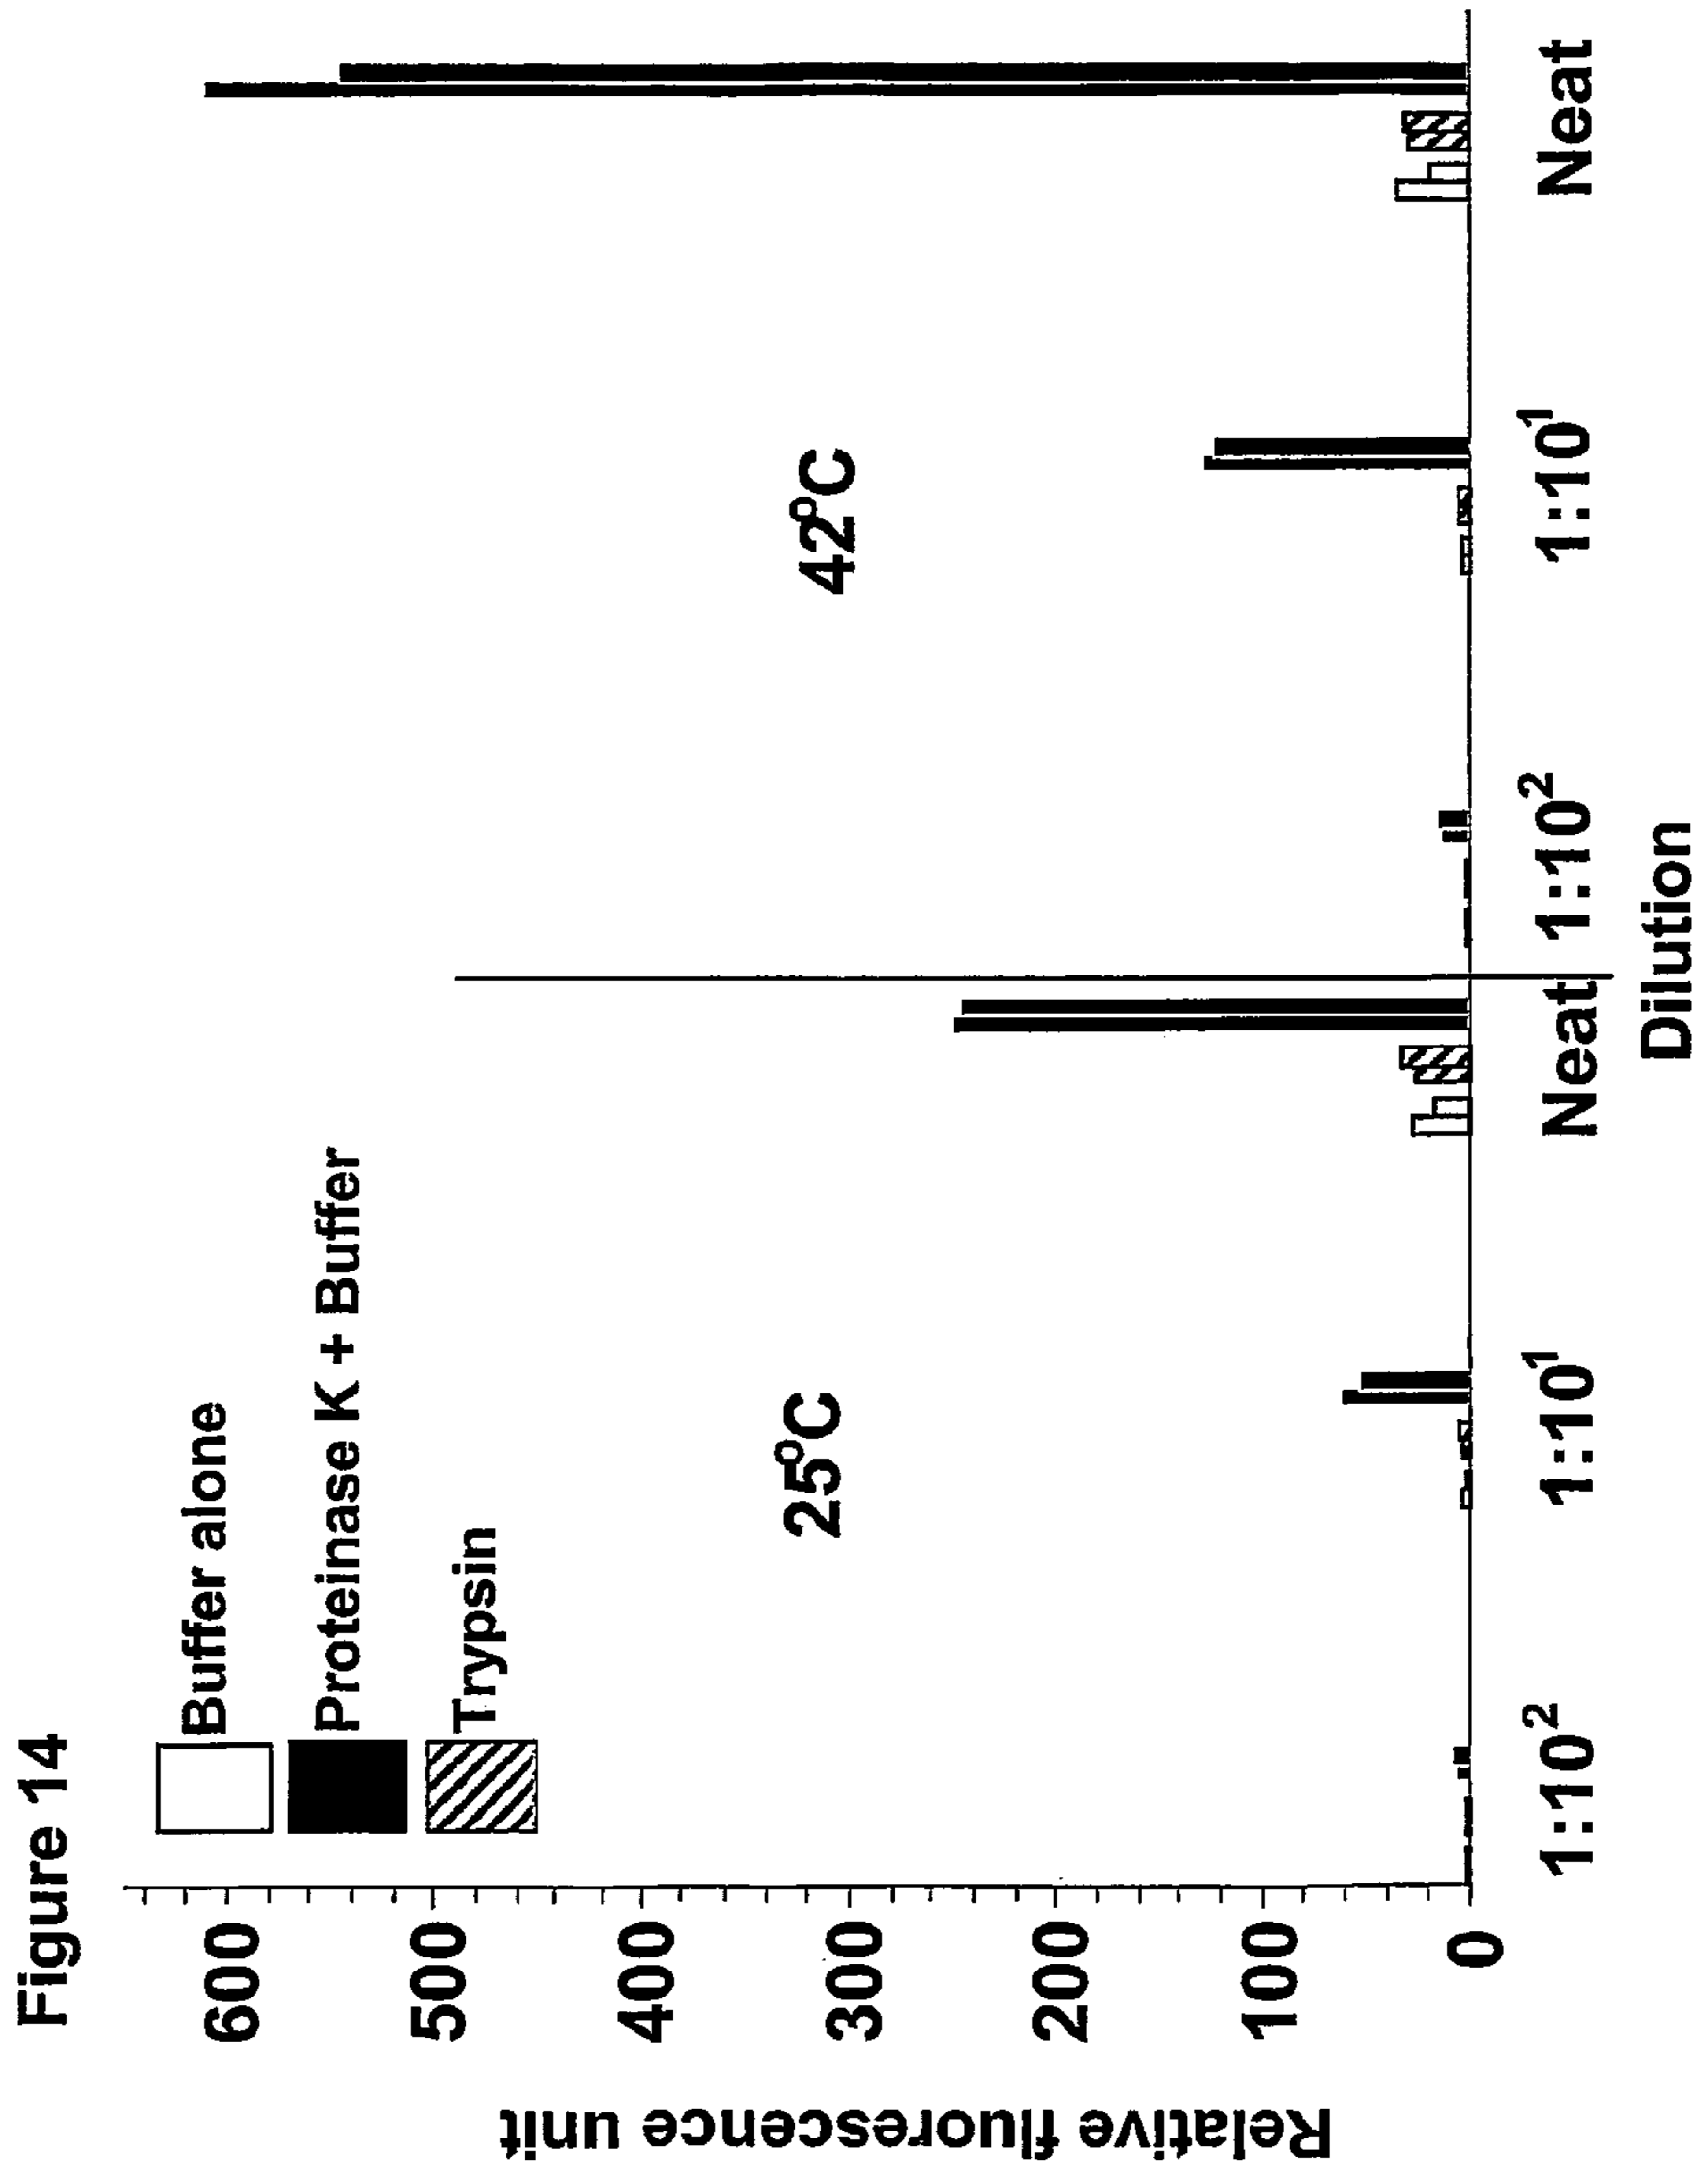 Figure 14
Buffer alone
Proteinase K + Buffer
Trypsin
Relative fluorescence unit
600
500
400
300
200
100
0
25°C
42°C
1:10²
1:10¹
Neat
1:10²
1:10¹
Neat
Dilution